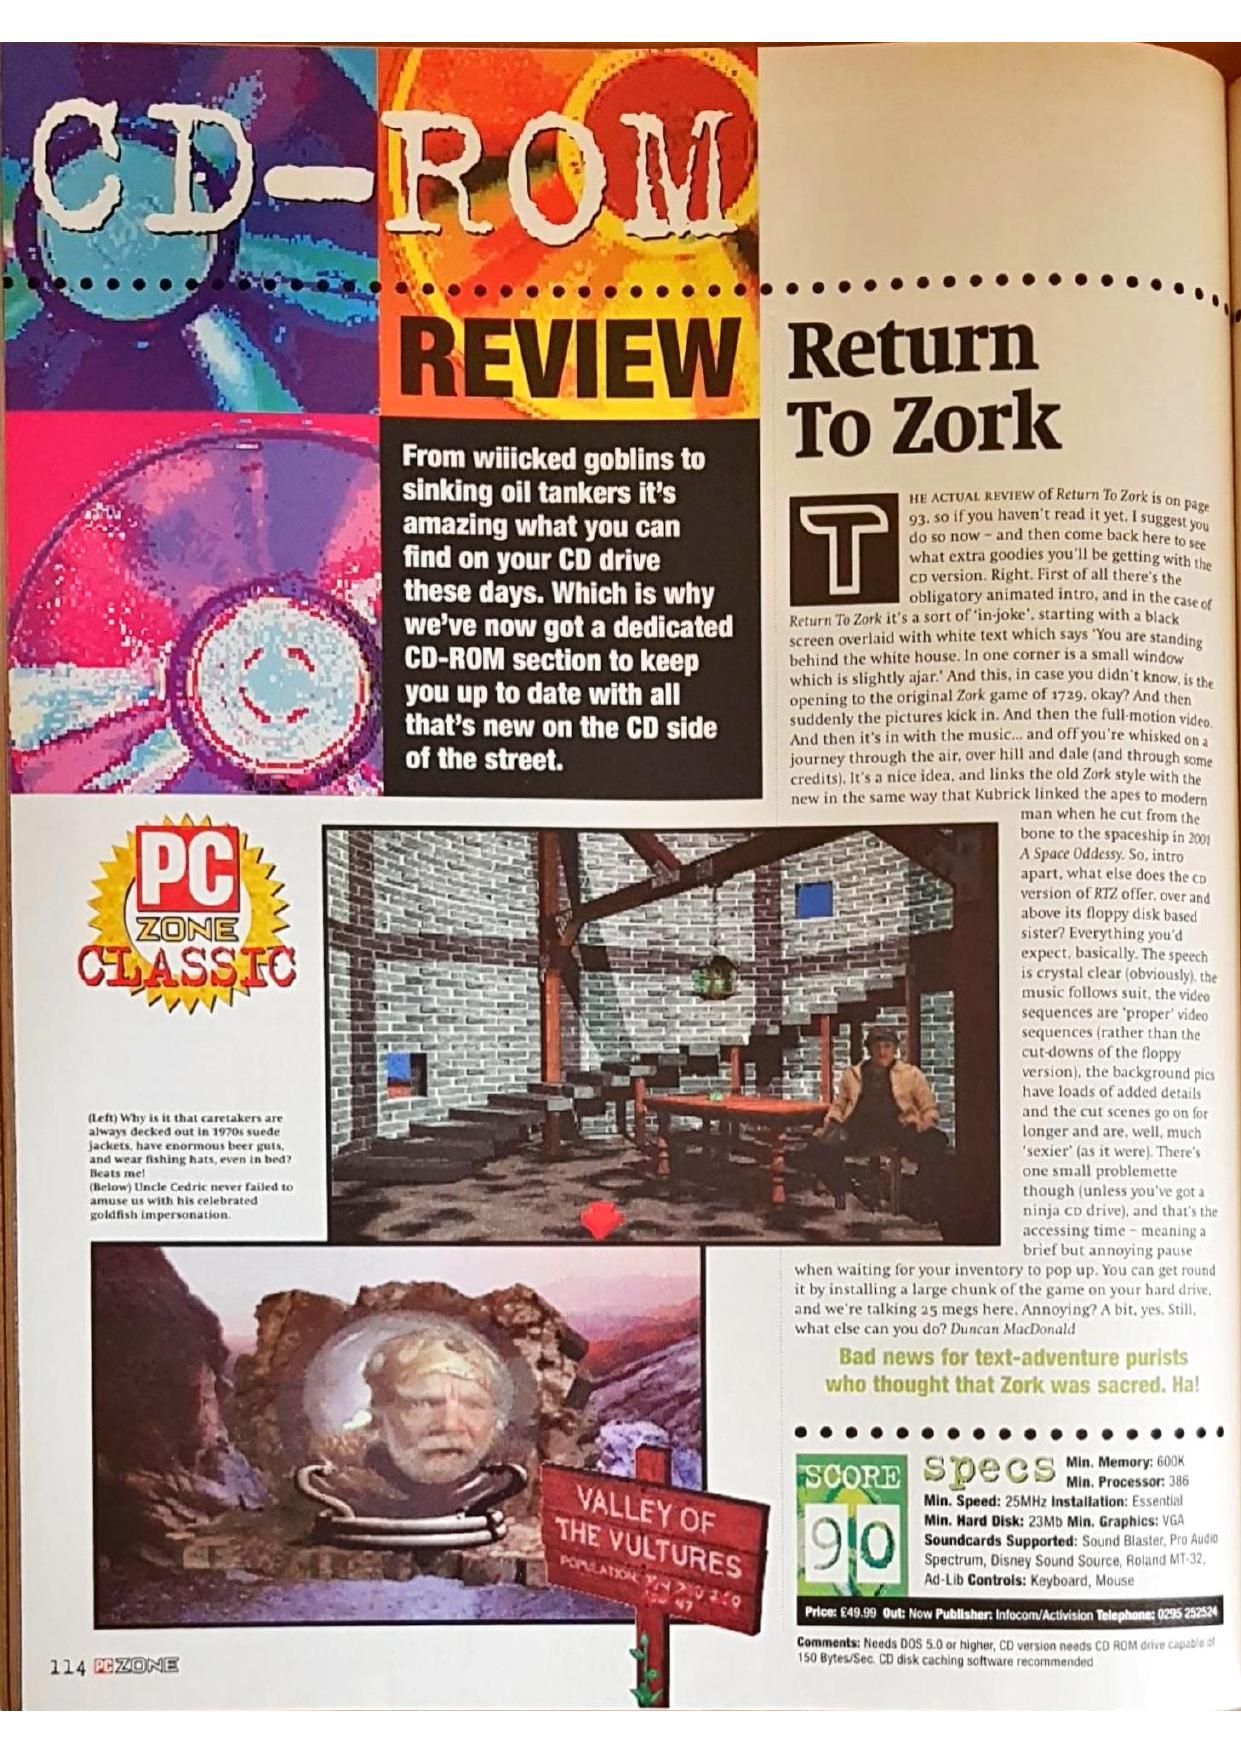 CD-ROM
REVIEW
From wiiicked goblins to
sinking oil tankers it's
amazing what you can
find on your CD drive
these days. Which is why
we've now got a dedicated
CD-ROM section to keep
you up to date with all
that's new on the CD side
of the street.
Return
To Zork
THE ACTUAL REVIEW of Return To Zork is on page
93, so if you haven't read it yet, I suggest you
do so now – and then come back here to see
what extra goodies you'll be getting with the
CD version. Right. First of all there's the
obligatory animated intro, and in the case of
Return To Zork it's a sort of 'in-joke', starting with a black
screen overlaid with white text which says 'You are standing
behind the white house. In one corner is a small window
which is slightly ajar.' And this, in case you didn't know, is the
opening to the original Zork game of 1729, okay? And then
suddenly the pictures kick in. And then the full-motion video.
And then it's in with the music... and off you're whisked on a
journey through the air, over hill and dale (and through some
credits). It's a nice idea, and links the old Zork style with the
new in the same way that Kubrick linked the apes to modern
man when he cut from the
bone to the spaceship in 2001
A Space Oddessy. So, intro
apart, what else does the CD
version of RTZ offer, over and
above its floppy disk based
sister? Everything you'd
expect, basically. The speech
is crystal clear (obviously), the
music follows suit, the video
sequences are 'proper' video
sequences (rather than the
cut-downs of the floppy
version), the background pics
have loads of added details
and the cut scenes go on for
longer and are, well, much
'sexier' (as it were). There's
one small problemette
though (unless you've got a
ninja CD drive), and that's the
accessing time – meaning a
brief but annoying pause
when waiting for your inventory to pop up. You can get round
it by installing a large chunk of the game on your hard drive,
and we're talking 25 megs here. Annoying? A bit, yes. Still,
what else can you do? Duncan MacDonald
Bad news for text-adventure purists
who thought that Zork was sacred. Ha!
PC
ZONE
CLASSIC
(Left) Why is it that caretakers are
always decked out in 1970s suede
jackets, have enormous beer guts,
and wear fishing hats, even in bed?
Beats me!
(Below) Uncle Cedric never failed to
amuse us with his celebrated
goldfish impersonation.
VALLEY OF
THE VULTURES
POPULATION
47
SCORE
90
specs
Min. Memory: 600K
Min. Processor: 386
Min. Speed: 25MHz Installation: Essential
Min. Hard Disk: 23Mb Min. Graphics: VGA
Soundcards Supported: Sound Blaster, Pro Audio
Spectrum, Disney Sound Source, Roland MT-32,
Ad-Lib Controls: Keyboard, Mouse
Price: £49.99 Out: Now Publisher: Infocom/Activision Telephone: 0295 252524
Comments: Needs DOS 5.0 or higher, CD version needs CD ROM drive capable of
150 Bytes/Sec. CD disk caching software recommended
114 PC ZONE